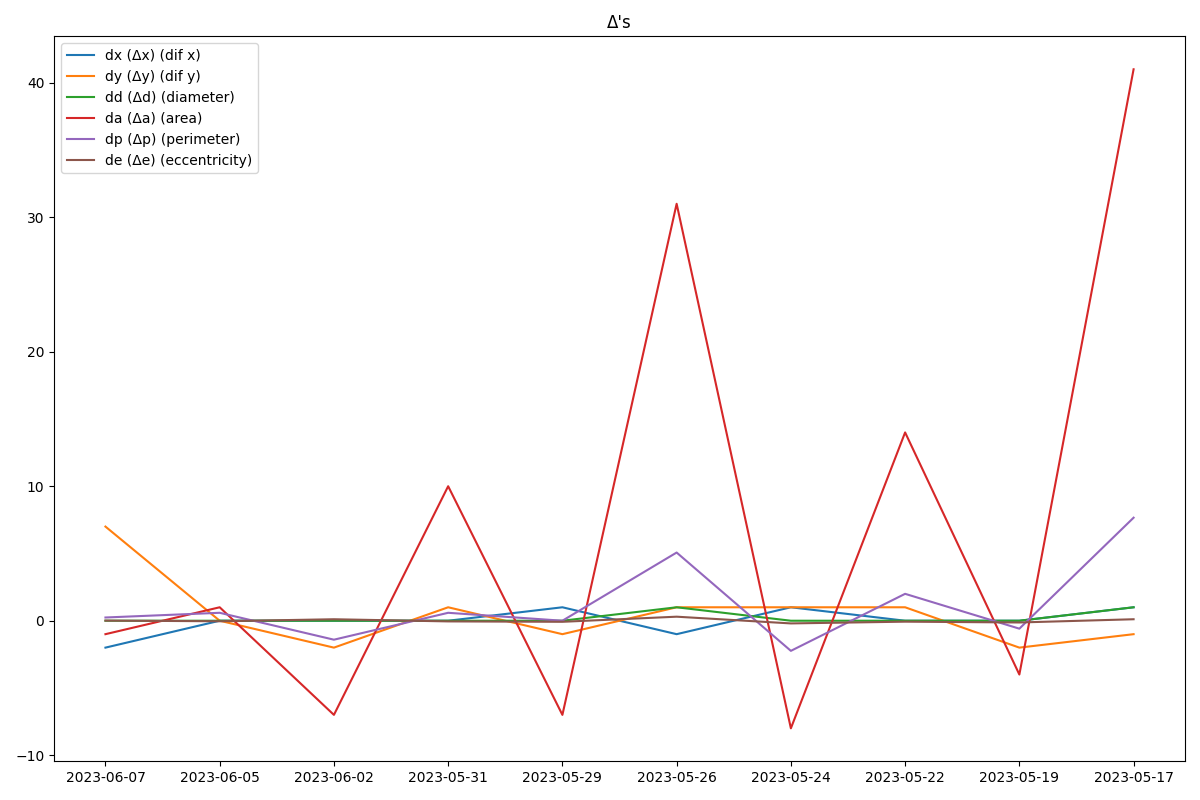 Δ's
dx (Δx) (dif x)
dy (Δy) (dif y)
dd (Δd) (diameter)
da (Δa) (area)
dp (Δp) (perimeter)
de (Δe) (eccentricity)
40
30
20
10
0
−10
2023-06-07 2023-06-05 2023-06-02 2023-05-31 2023-05-29 2023-05-26 2023-05-24 2023-05-22 2023-05-19 2023-05-17